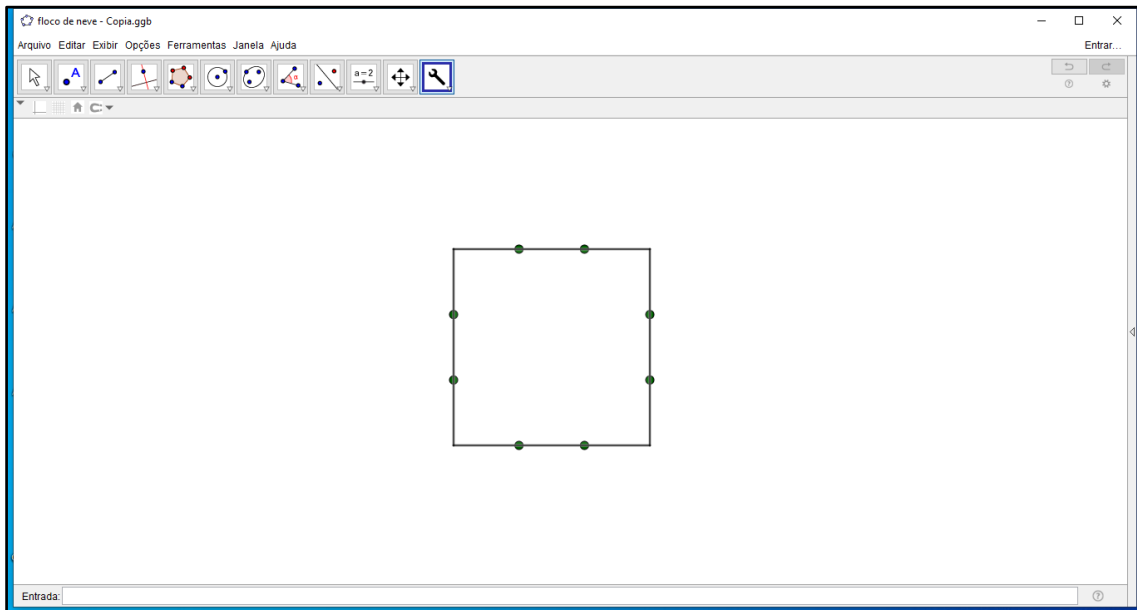 floco de neve - Copia.ggb
Arquivo Editar Exibir Opções Ferramentas Janela Ajuda
Entrar...
A
α
a=2
Entrada: